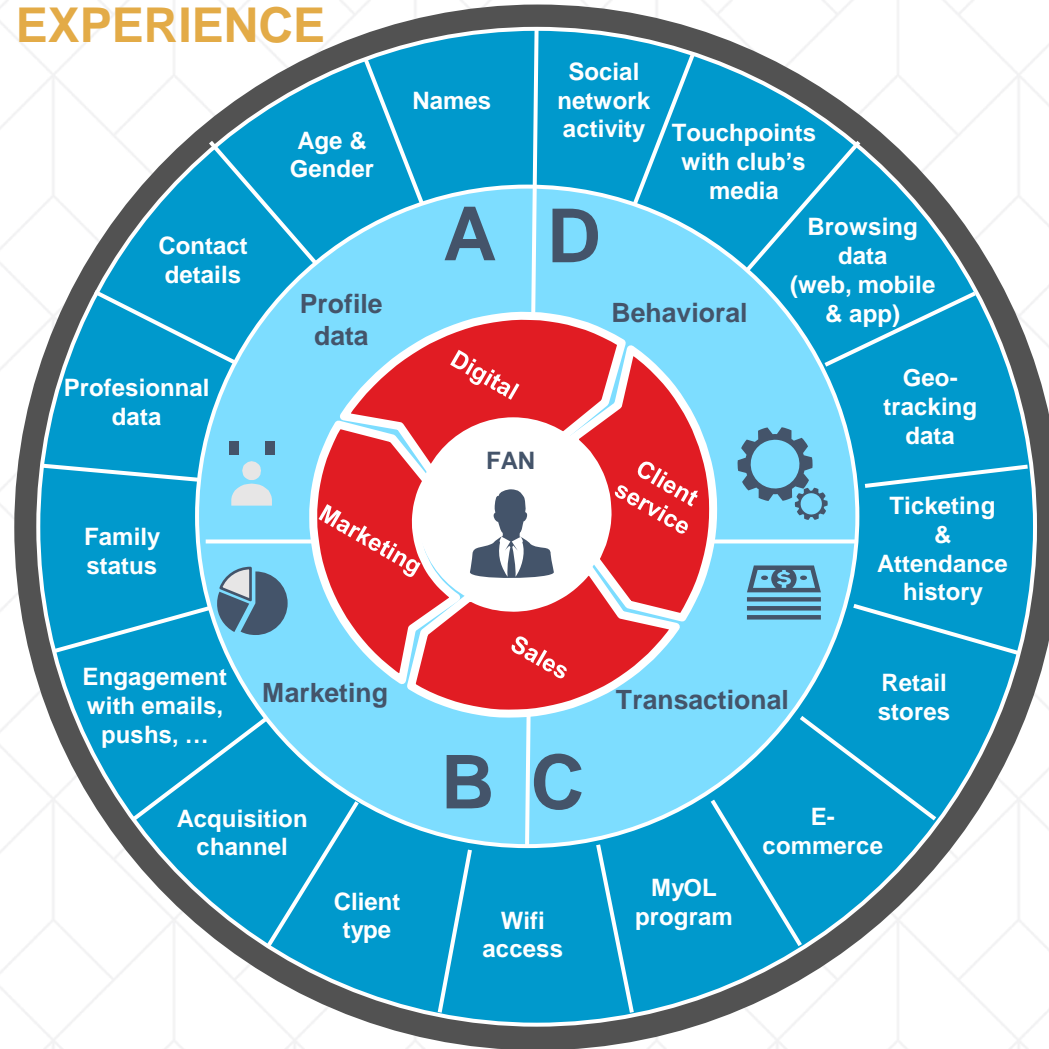 EXPERIENCE
Names
Social
network
activity
Touchpoints
with club's
media
Browsing
data
(web, mobile
& app)
Geo-
tracking
data
Ticketing
&
Attendance
history
Retail
stores
E-
commerce
MyOL
program
Wifi
access
Client
type
Acquisition
channel
Engagement
with emails,
pushs, …
Family
status
Profesionnal
data
Contact
details
Age &
Gender
A
D
Profile
data
Behavioral
Marketing
Transactional
B
C
Digital
Client
service
Sales
Marketing
FAN
$